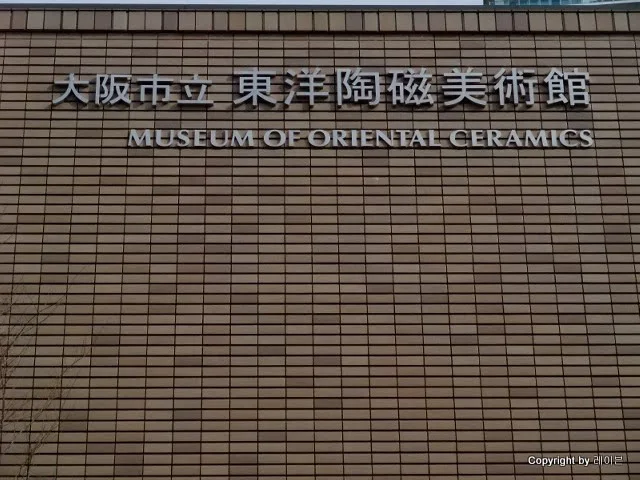 大阪市立 東洋陶磁美術館
MUSEUM OF ORIENTAL CERAMICS
Copyright by 레이븐